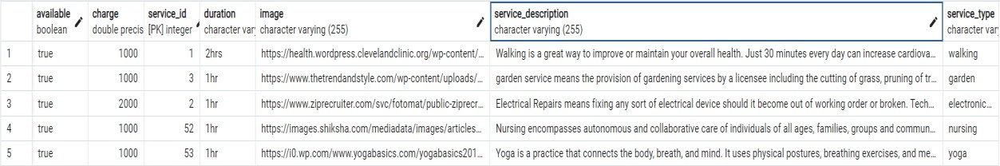 available charge service_id duration image service_description service_type
boolean double precis [PK] integer character var character varying (255) character varying (255) character var
1 true 1000 1 2hrs https://health.wordpress.clevelandclinic.org/wp-content/... Walking is a great way to improve or maintain your overall health. Just 30 minutes every day can increase cardiova... walking
2 true 1000 3 1hr https://www.thetrendandstyle.com/wp-content/uploads/... garden service means the provision of gardening services by a licensee including the cutting of grass, pruning of tr... garden
3 true 2000 2 1hr https://www.ziprecruiter.com/svc/fotomat/public-ziprecr... Electrical Repairs means fixing any sort of electrical device should it become out of working order or broken. Tech... electronic...
4 true 1000 52 1hr https://images.shiksha.com/mediadata/images/articles... Nursing encompasses autonomous and collaborative care of individuals of all ages, families, groups and commun... nursing
5 true 1000 53 1hr https://i0.wp.com/www.yogabasics.com/yogabasics201... Yoga is a practice that connects the body, breath, and mind. It uses physical postures, breathing exercises, and me... yoga